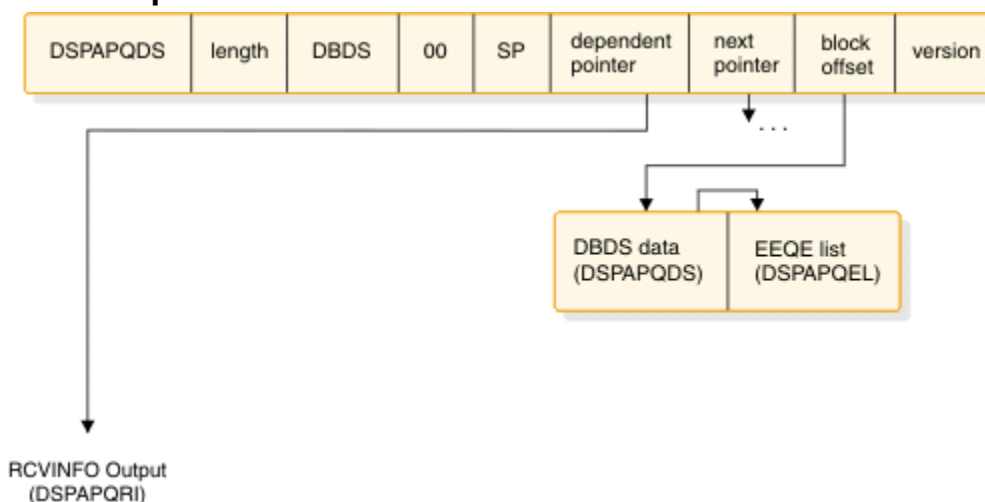 DSPAPQDS length DBDS 00 SP dependent pointer next pointer block offset version
...
DBDS data
(DSPAPQDS)
EEQE list
(DSPAPQEL)
RCVINFO Output
(DSPAPQRI)